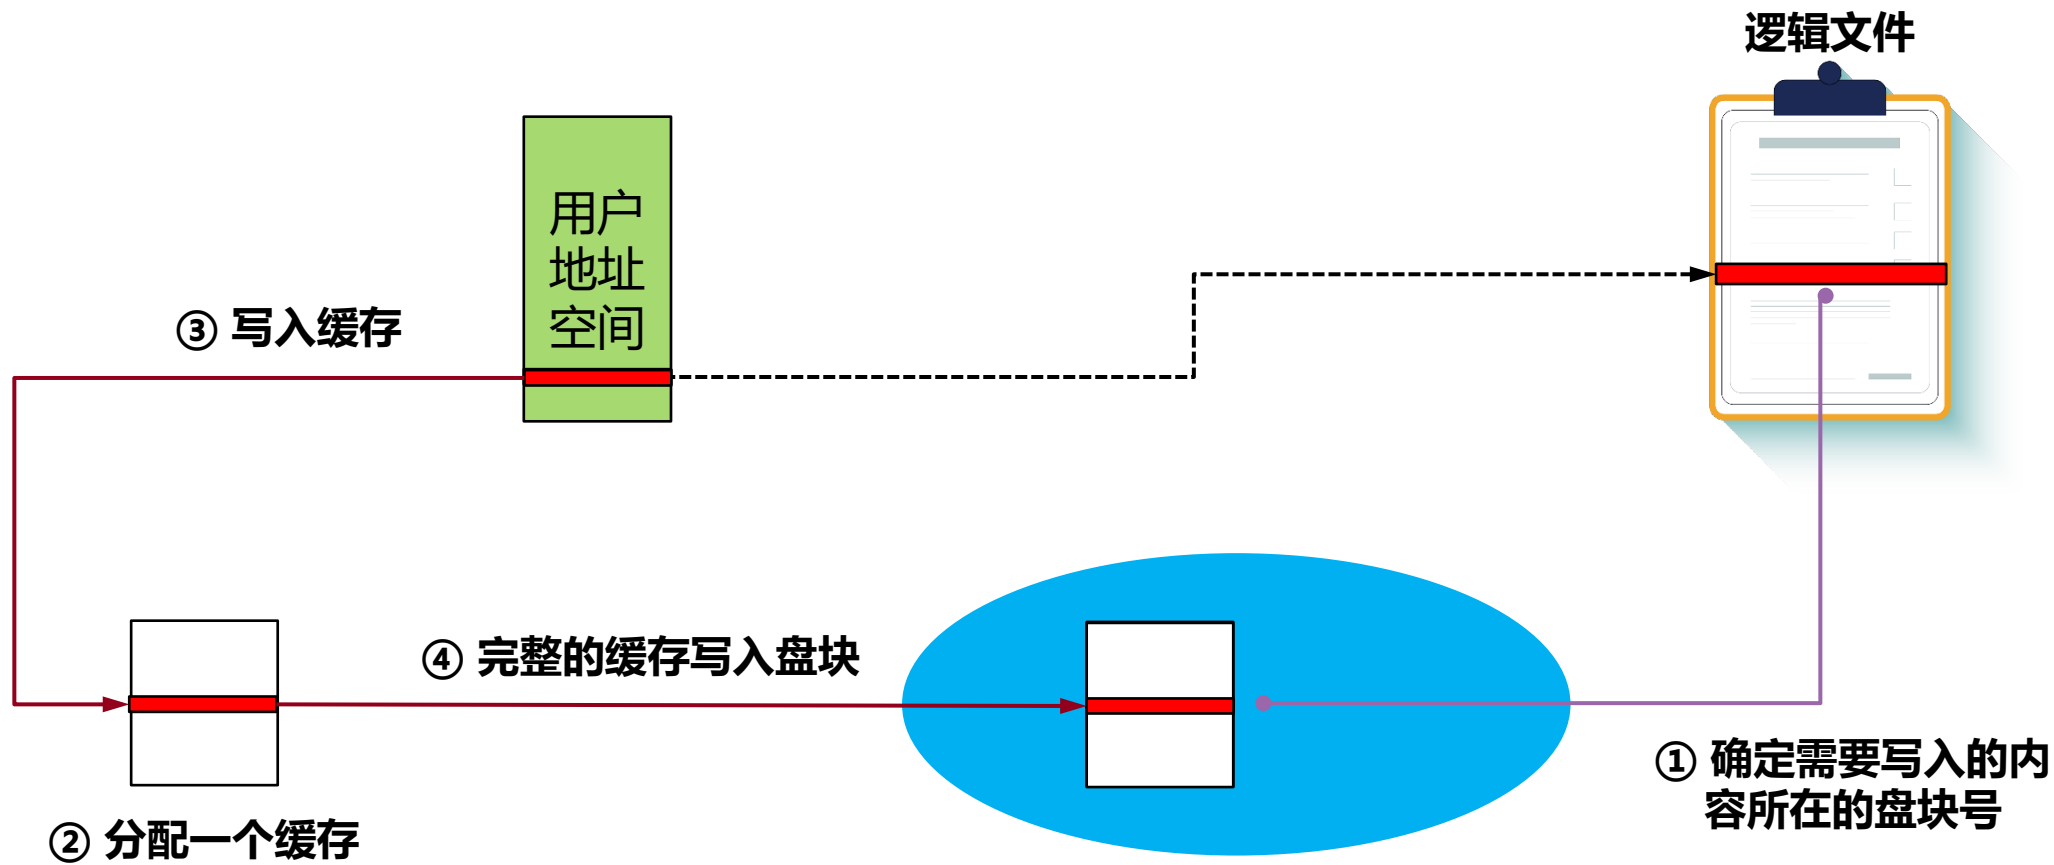 逻辑文件
用户
地址
空间
③ 写入缓存
④ 完整的缓存写入盘块
① 确定需要写入的内
容所在的盘块号
② 分配一个缓存